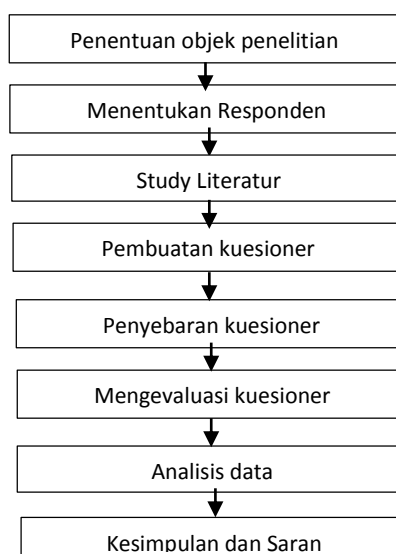 Penentuan objek penelitian
Menentukan Responden
Study Literatur
Pembuatan kuesioner
Penyebaran kuesioner
Mengevaluasi kuesioner
Analisis data
Kesimpulan dan Saran